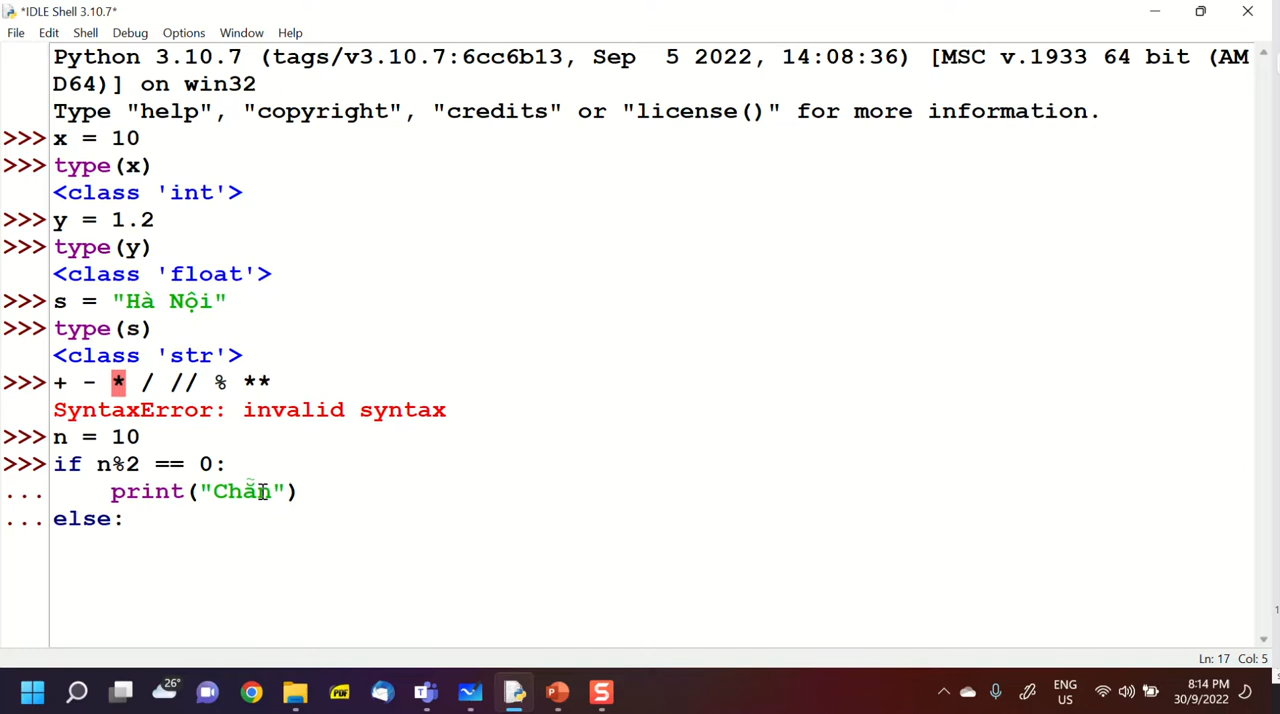 *IDLE Shell 3.10.7*
File Edit Shell Debug Options Window Help
Python 3.10.7 (tags/v3.10.7:6cc6b13, Sep  5 2022, 14:08:36) [MSC v.1933 64 bit (AM
D64)] on win32
Type "help", "copyright", "credits" or "license()" for more information.
>>> x = 10
>>> type(x)
<class 'int'>
>>> y = 1.2
>>> type(y)
<class 'float'>
>>> s = "Hà Nội"
>>> type(s)
<class 'str'>
>>> + - * / // % **
SyntaxError: invalid syntax
>>> n = 10
>>> if n%2 == 0:
...     print("Chẵn")
... else:
Ln: 17 Col: 5
26°
PDF
ENG
US
8:14 PM
30/9/2022